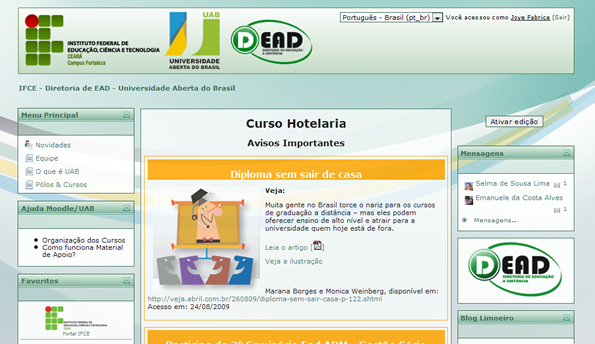 INSTITUTO FEDERAL DE
EDUCAÇÃO, CIÊNCIA E TECNOLOGIA
CEARÁ
Campus Fortaleza
UAB
UNIVERSIDADE
ABERTA DO BRASIL
DEAD
DIRETORIA DE EDUCAÇÃO
A DISTÂNCIA
Português - Brasil (pt_br)
Você acessou como Joye Fabrice (Sair)
IFCE - Diretoria de EAD - Universidade Aberta do Brasil
Menu Principal
Novidades
Equipe
O que é UAB
Pólos & Cursos
Ajuda Moodle/UAB
Organização dos Cursos
Como funciona Material
de Apoio?
Favoritos
Portal IFCE
Curso Hotelaria
Avisos Importantes
Diploma sem sair de casa
Veja:
Muita gente no Brasil torce o nariz para os cursos
de graduação a distância – mas eles podem
oferecer ensino de alto nível e atrair para a
universidade quem hoje está de fora.
Leia o artigo [ ]
Veja a ilustração
Marana Borges e Monica Weinberg, disponível em:
http://veja.abril.com.br/260809/diploma-sem-sair-casa-p-122.shtml
Acesso em: 24/08/2009
Ativar edição
Mensagens
Selma de Sousa Lima 1
Emanuele da Costa Alves
1
Mensagens..
DEAD
DIRETORIA DE EDUCAÇÃO
A DISTÂNCIA
Blog Limoeiro